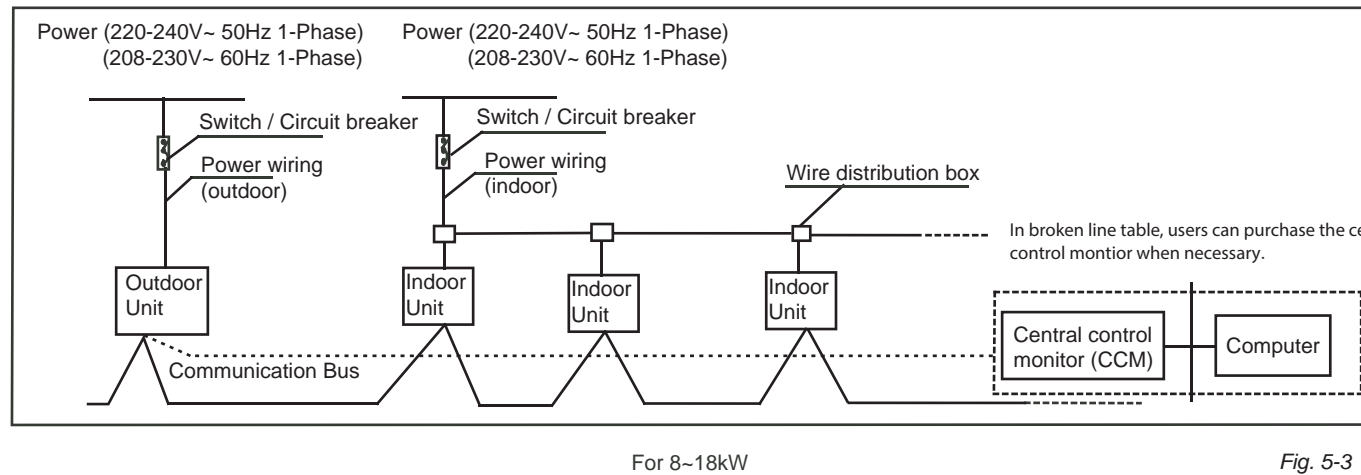 Power (220-240V~ 50Hz 1-Phase)
(208-230V~ 60Hz 1-Phase)
Power (220-240V~ 50Hz 1-Phase)
(208-230V~ 60Hz 1-Phase)
Switch / Circuit breaker
Power wiring
(outdoor)
Switch / Circuit breaker
Power wiring
(indoor)
Wire distribution box
In broken line table, users can purchase the
control montior when necessary.
Outdoor
Unit
Indoor
Unit
Indoor
Unit
Indoor
Unit
Central control
monitor (CCM)
Computer
Communication Bus
For 8~18kW
Fig. 5-3